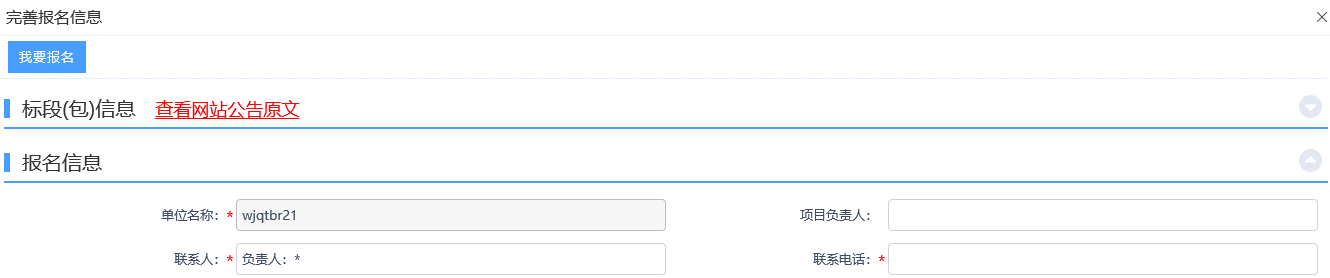 完善报名信息
我要报名
标段(包)信息 查看网站公告原文
报名信息
单位名称：* wjqtbr21 项目负责人：
联系人：* 负责人：* 联系电话：*